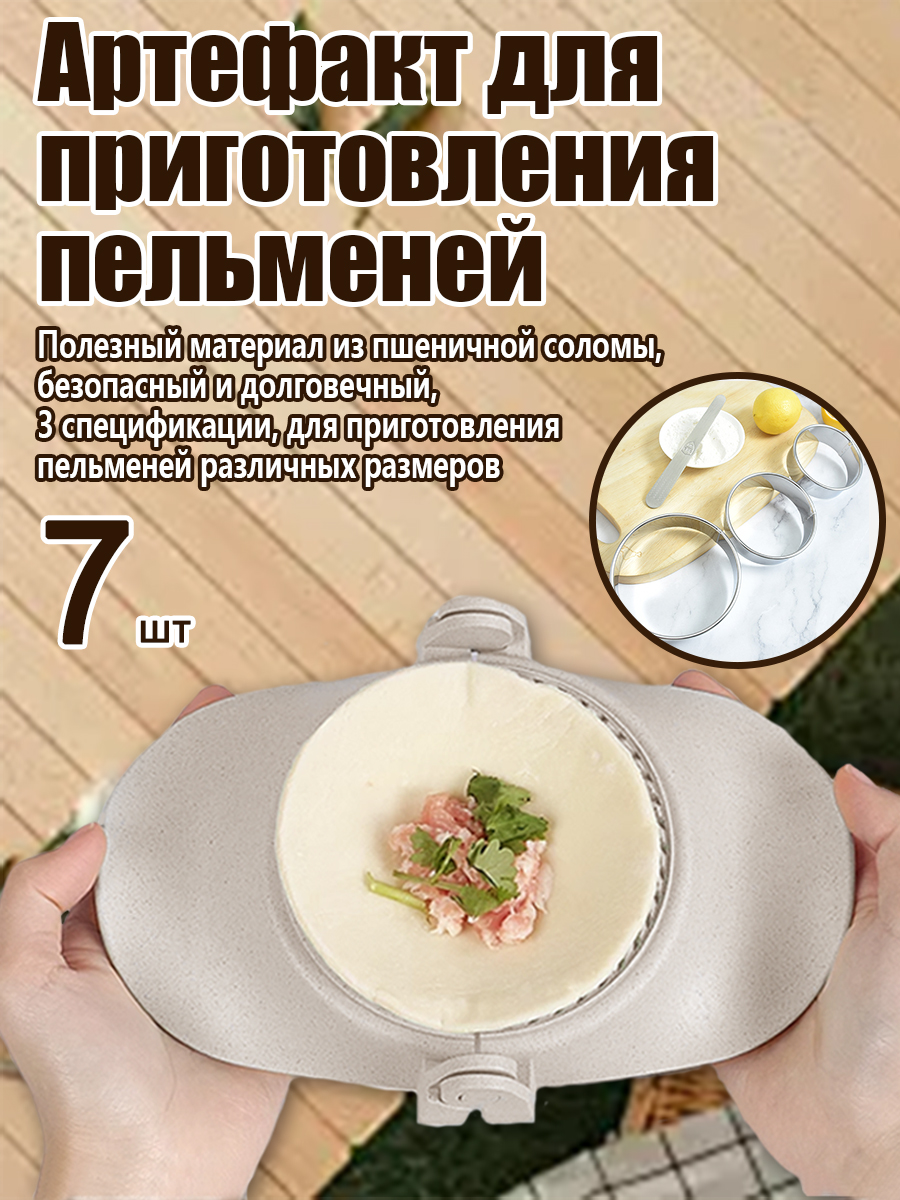 Артефакт для
приготовления
пельменей
Полезный материал из пшеничной соломы,
безопасный и долговечный,
3 спецификации, для приготовления
пельменей различных размеров
7 шт